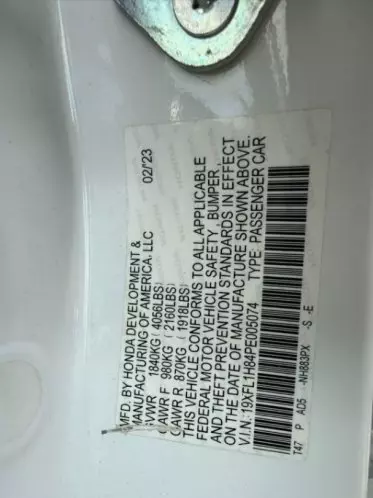 MFD. BY HONDA DEVELOPMENT &
MANUFACTURING OF AMERICA, LLC 02/'23
GVWR 1840KG (4056LBS)
GAWR F 980KG (2160LBS)
GAWR R 870KG (1918LBS)
THIS VEHICLE CONFORMS TO ALL APPLICABLE
FEDERAL MOTOR VEHICLE SAFETY, BUMPER,
AND THEFT PREVENTION STANDARDS IN EFFECT
ON THE DATE OF MANUFACTURE SHOWN ABOVE.
V.I.N.: 19XFL1H84PE005074 TYPE: PASSENGER CAR
T47 P AD5 -NH883PX -S -E